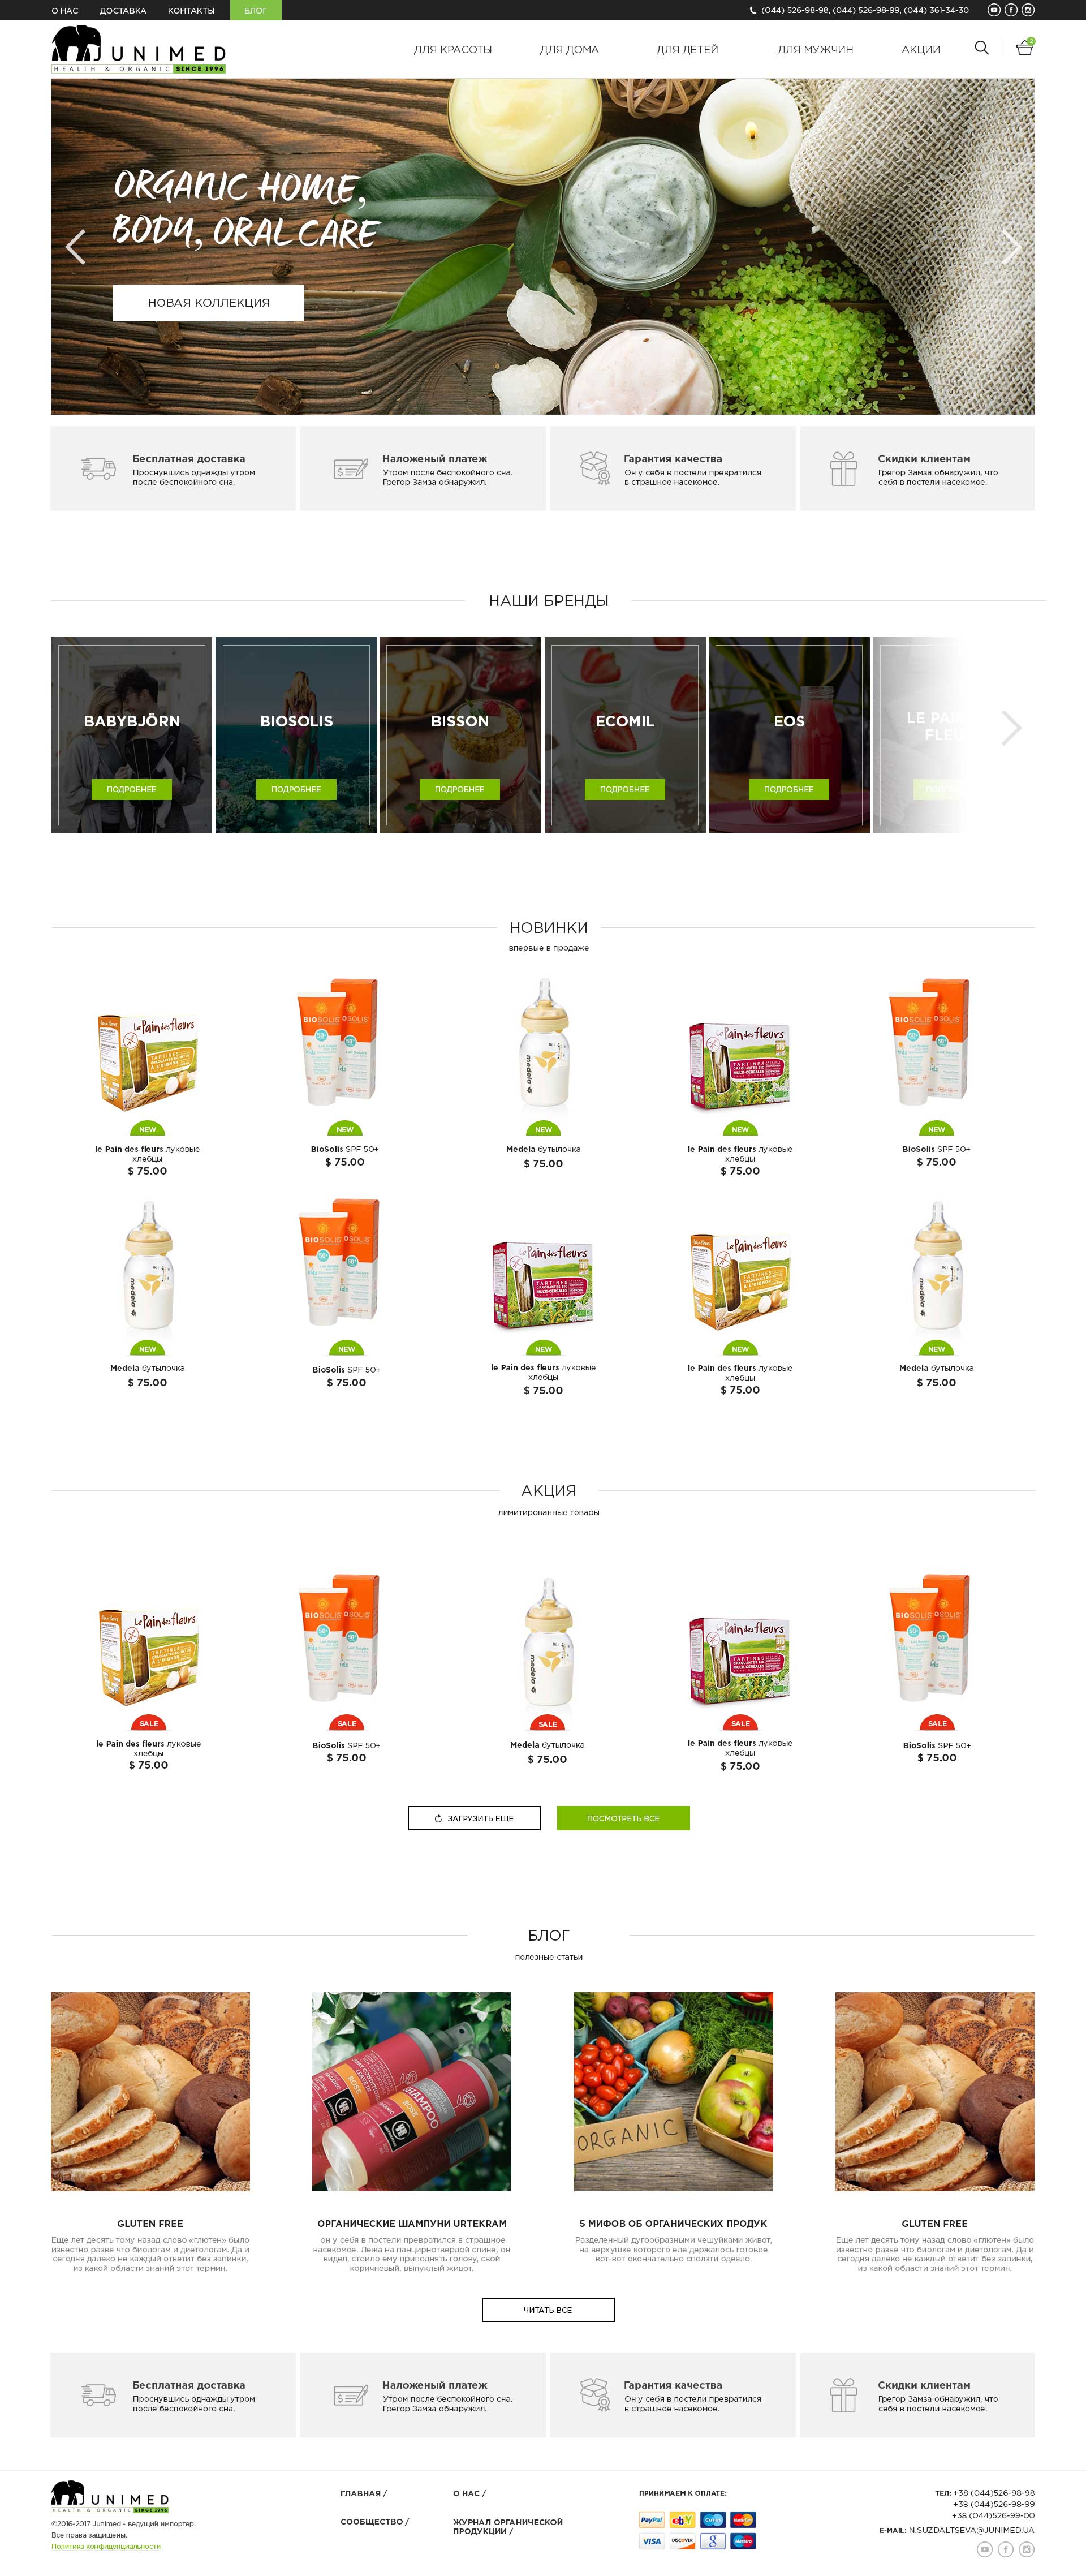 О НАС ДОСТАВКА КОНТАКТЫ БЛОГ (044) 526-98-98, (044) 526-98-99, (044) 361-34-30
JUNIMED
HEALTH & ORGANIC SINCE 1996
ДЛЯ КРАСОТЫ ДЛЯ ДОМА ДЛЯ ДЕТЕЙ ДЛЯ МУЖЧИН АКЦИИ
ORGANIC HOME,
BODY, ORAL CARE
НОВАЯ КОЛЛЕКЦИЯ
Бесплатная доставка
Проснувшись однажды утром
после беспокойного сна.
Наложеный платеж
Утром после беспокойного сна.
Грегор Замза обнаружил.
Гарантия качества
Он у себя в постели превратился
в страшное насекомое.
Скидки клиентам
Грегор Замза обнаружил, что
себя в постели насекомое.
НАШИ БРЕНДЫ
BABYBJÖRN
ПОДРОБНЕЕ
BIOSOLIS
ПОДРОБНЕЕ
BISSON
ПОДРОБНЕЕ
ECOMIL
ПОДРОБНЕЕ
EOS
ПОДРОБНЕЕ
НОВИНКИ
впервые в продаже
NEW
le Pain des fleurs луковые
хлебцы
$ 75.00
NEW
BioSolis SPF 50+
$ 75.00
NEW
Medela бутылочка
$ 75.00
NEW
le Pain des fleurs луковые
хлебцы
$ 75.00
NEW
BioSolis SPF 50+
$ 75.00
NEW
Medela бутылочка
$ 75.00
NEW
BioSolis SPF 50+
$ 75.00
NEW
le Pain des fleurs луковые
хлебцы
$ 75.00
NEW
le Pain des fleurs луковые
хлебцы
$ 75.00
NEW
Medela бутылочка
$ 75.00
АКЦИЯ
лимитированные товары
SALE
le Pain des fleurs луковые
хлебцы
$ 75.00
SALE
BioSolis SPF 50+
$ 75.00
SALE
Medela бутылочка
$ 75.00
SALE
le Pain des fleurs луковые
хлебцы
$ 75.00
SALE
BioSolis SPF 50+
$ 75.00
ЗАГРУЗИТЬ ЕЩЕ
ПОСМОТРЕТЬ ВСЕ
БЛОГ
полезные статьи
SHAMPOO
ORGANIC
GLUTEN FREE
Еще лет десять тому назад слово «глютен» было
известно разве что биологам и диетологам. Да и
сегодня далеко не каждый ответит без запинки,
из какой области знаний этот термин.
ОРГАНИЧЕСКИЕ ШАМПУНИ URTEKRAM
он у себя в постели превратился в страшное
насекомое. Лежа на панцирнотвердой спине, он
видел, стоило ему приподнять голову, свой
коричневый, выпуклый живот.
5 МИФОВ ОБ ОРГАНИЧЕСКИХ ПРОДУК
Разделенный дугообразными чешуйками живот,
на верхушке которого еле держалось готовое
вот-вот окончательно сползти одеяло.
GLUTEN FREE
Еще лет десять тому назад слово «глютен» было
известно разве что биологам и диетологам. Да и
сегодня далеко не каждый ответит без запинки,
из какой области знаний этот термин.
ЧИТАТЬ ВСЕ
Бесплатная доставка
Проснувшись однажды утром
после беспокойного сна.
Наложеный платеж
Утром после беспокойного сна.
Грегор Замза обнаружил.
Гарантия качества
Он у себя в постели превратился
в страшное насекомое.
Скидки клиентам
Грегор Замза обнаружил, что
себя в постели насекомое.
JUNIMED
HEALTH & ORGANIC SINCE 1996
©2016-2017 Junimed - ведущий импортер.
Все права защищены.
Политика конфиденциальности
ГЛАВНАЯ /
СООБЩЕСТВО /
О НАС /
ЖУРНАЛ ОРГАНИЧЕСКОЙ
ПРОДУКЦИИ /
ПРИНИМАЕМ К ОПЛАТЕ:
PayPal ebY Cirrus MasterCard
VISA DISCOVER g Maestro
ТЕЛ: +38 (044)526-98-98
+38 (044)526-98-99
+38 (044)526-99-00
E-MAIL: N.SUZDALTSEVA@JUNIMED.UA